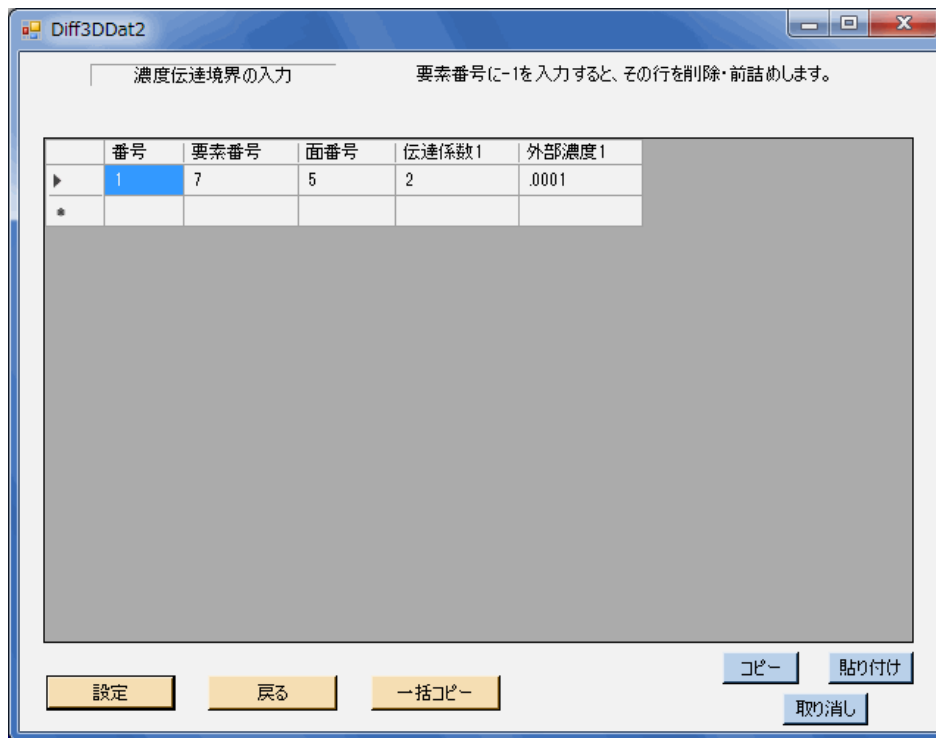 Diff3DDat2
濃度伝達境界の入力 要素番号に-1を入力すると、その行を削除・前詰めします。
番号 要素番号 面番号 伝達係数1 外部濃度1
1 7 5 2 .0001
コピー 貼り付け
設定 戻る 一括コピー
取り消し